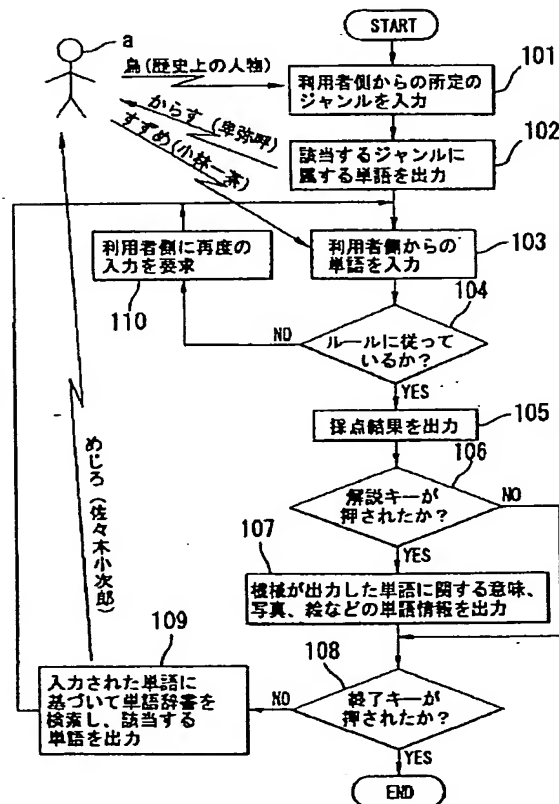 START
a
鳥(歴史上の人物)
101
利用者側からの所定の
ジャンルを入力
からす(卑弥呼)
すずめ(小林一茶)
102
該当するジャンルに
属する単語を出力
利用者側に再度の
入力を要求
110
利用者側からの
単語を入力
103
104
ルールに従って
いるか?
NO
YES
採点結果を出力
105
106
解説キーが
押されたか?
NO
YES
107
機械が出力した単語に関する意味、
写真、絵などの単語情報を出力
めじろ(佐々木小次郎)
108
終了キーが
押されたか?
NO
YES
109
入力された単語に
基づいて単語辞書を
検索し、該当する
単語を出力
END